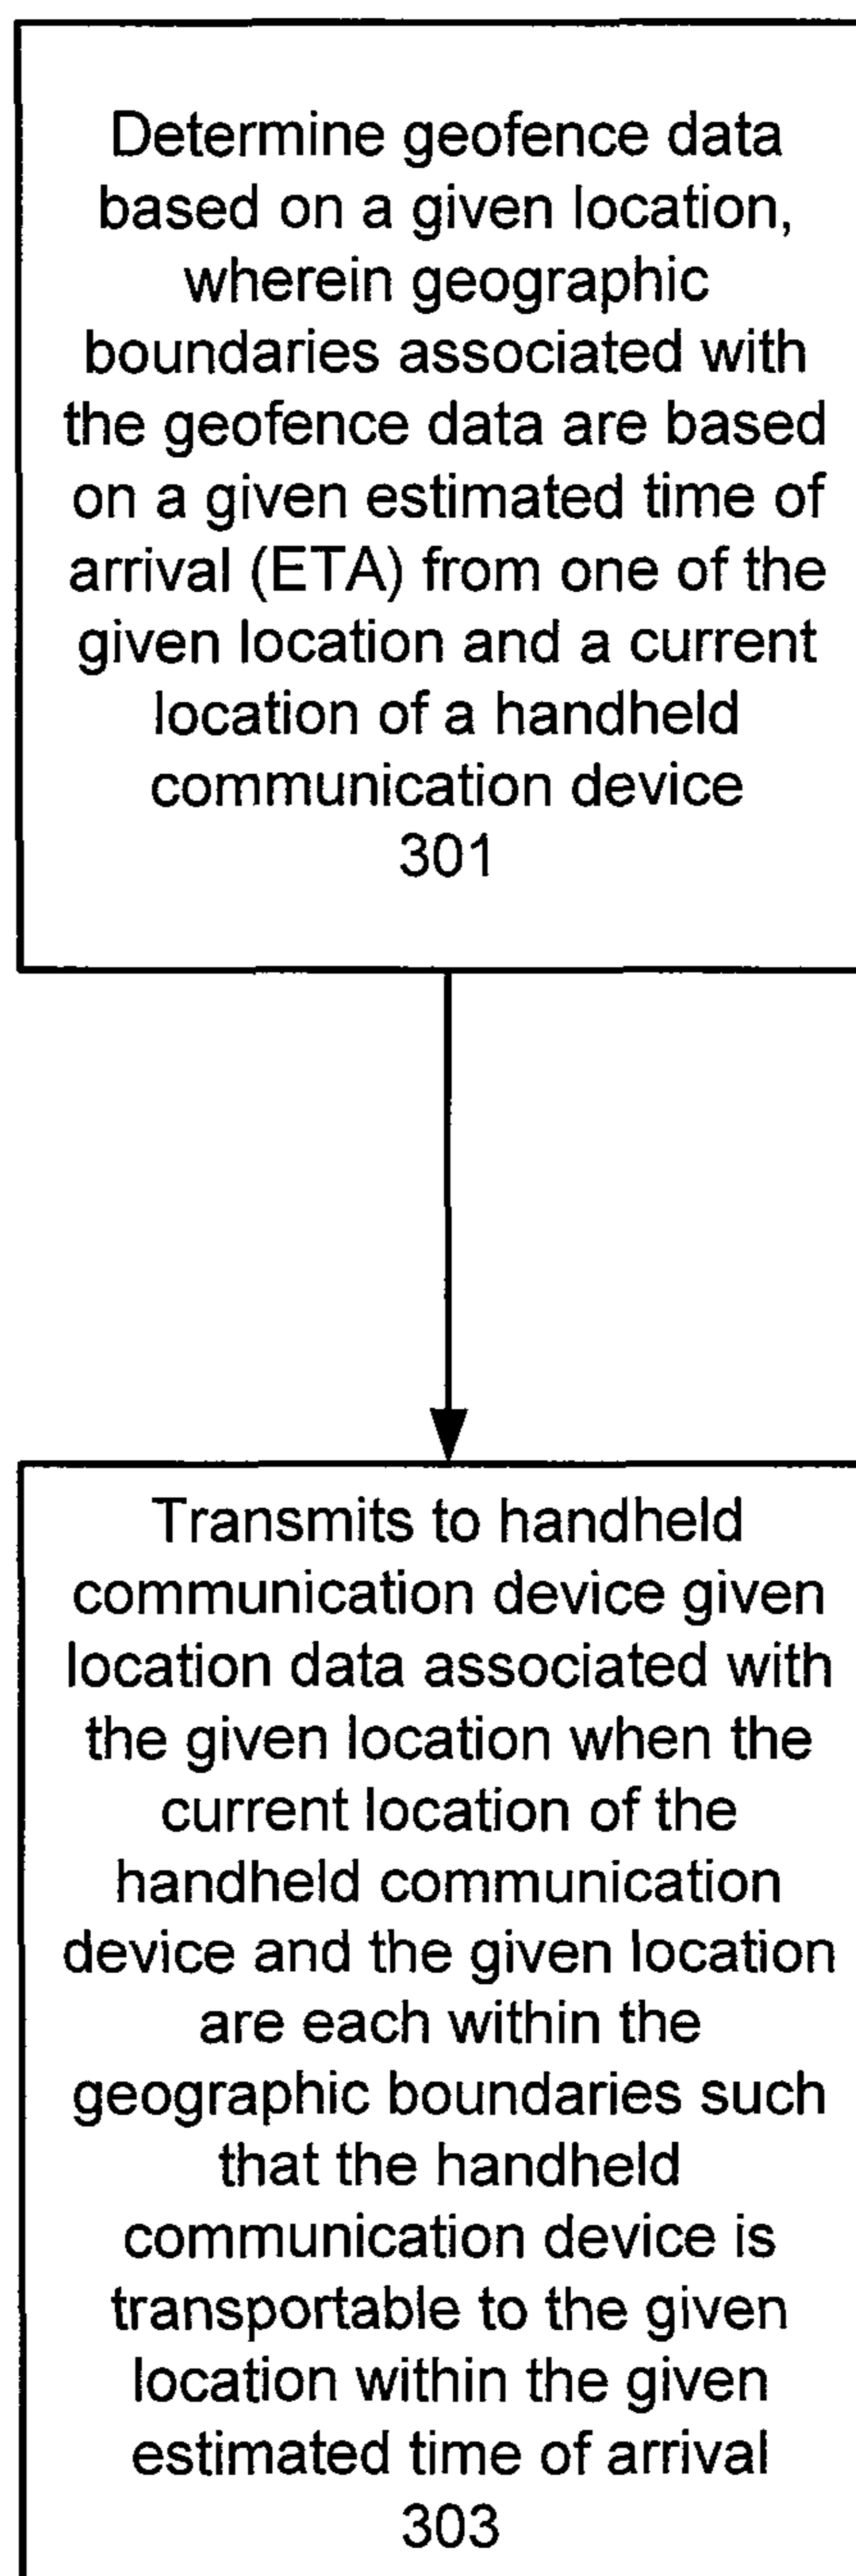 Determine geofence data
based on a given location,
wherein geographic
boundaries associated with
the geofence data are based
on a given estimated time of
arrival (ETA) from one of the
given location and a current
location of a handheld
communication device
301
Transmits to handheld
communication device given
location data associated with
the given location when the
current location of the
handheld communication
device and the given location
are each within the
geographic boundaries such
that the handheld
communication device is
transportable to the given
location within the given
estimated time of arrival
303